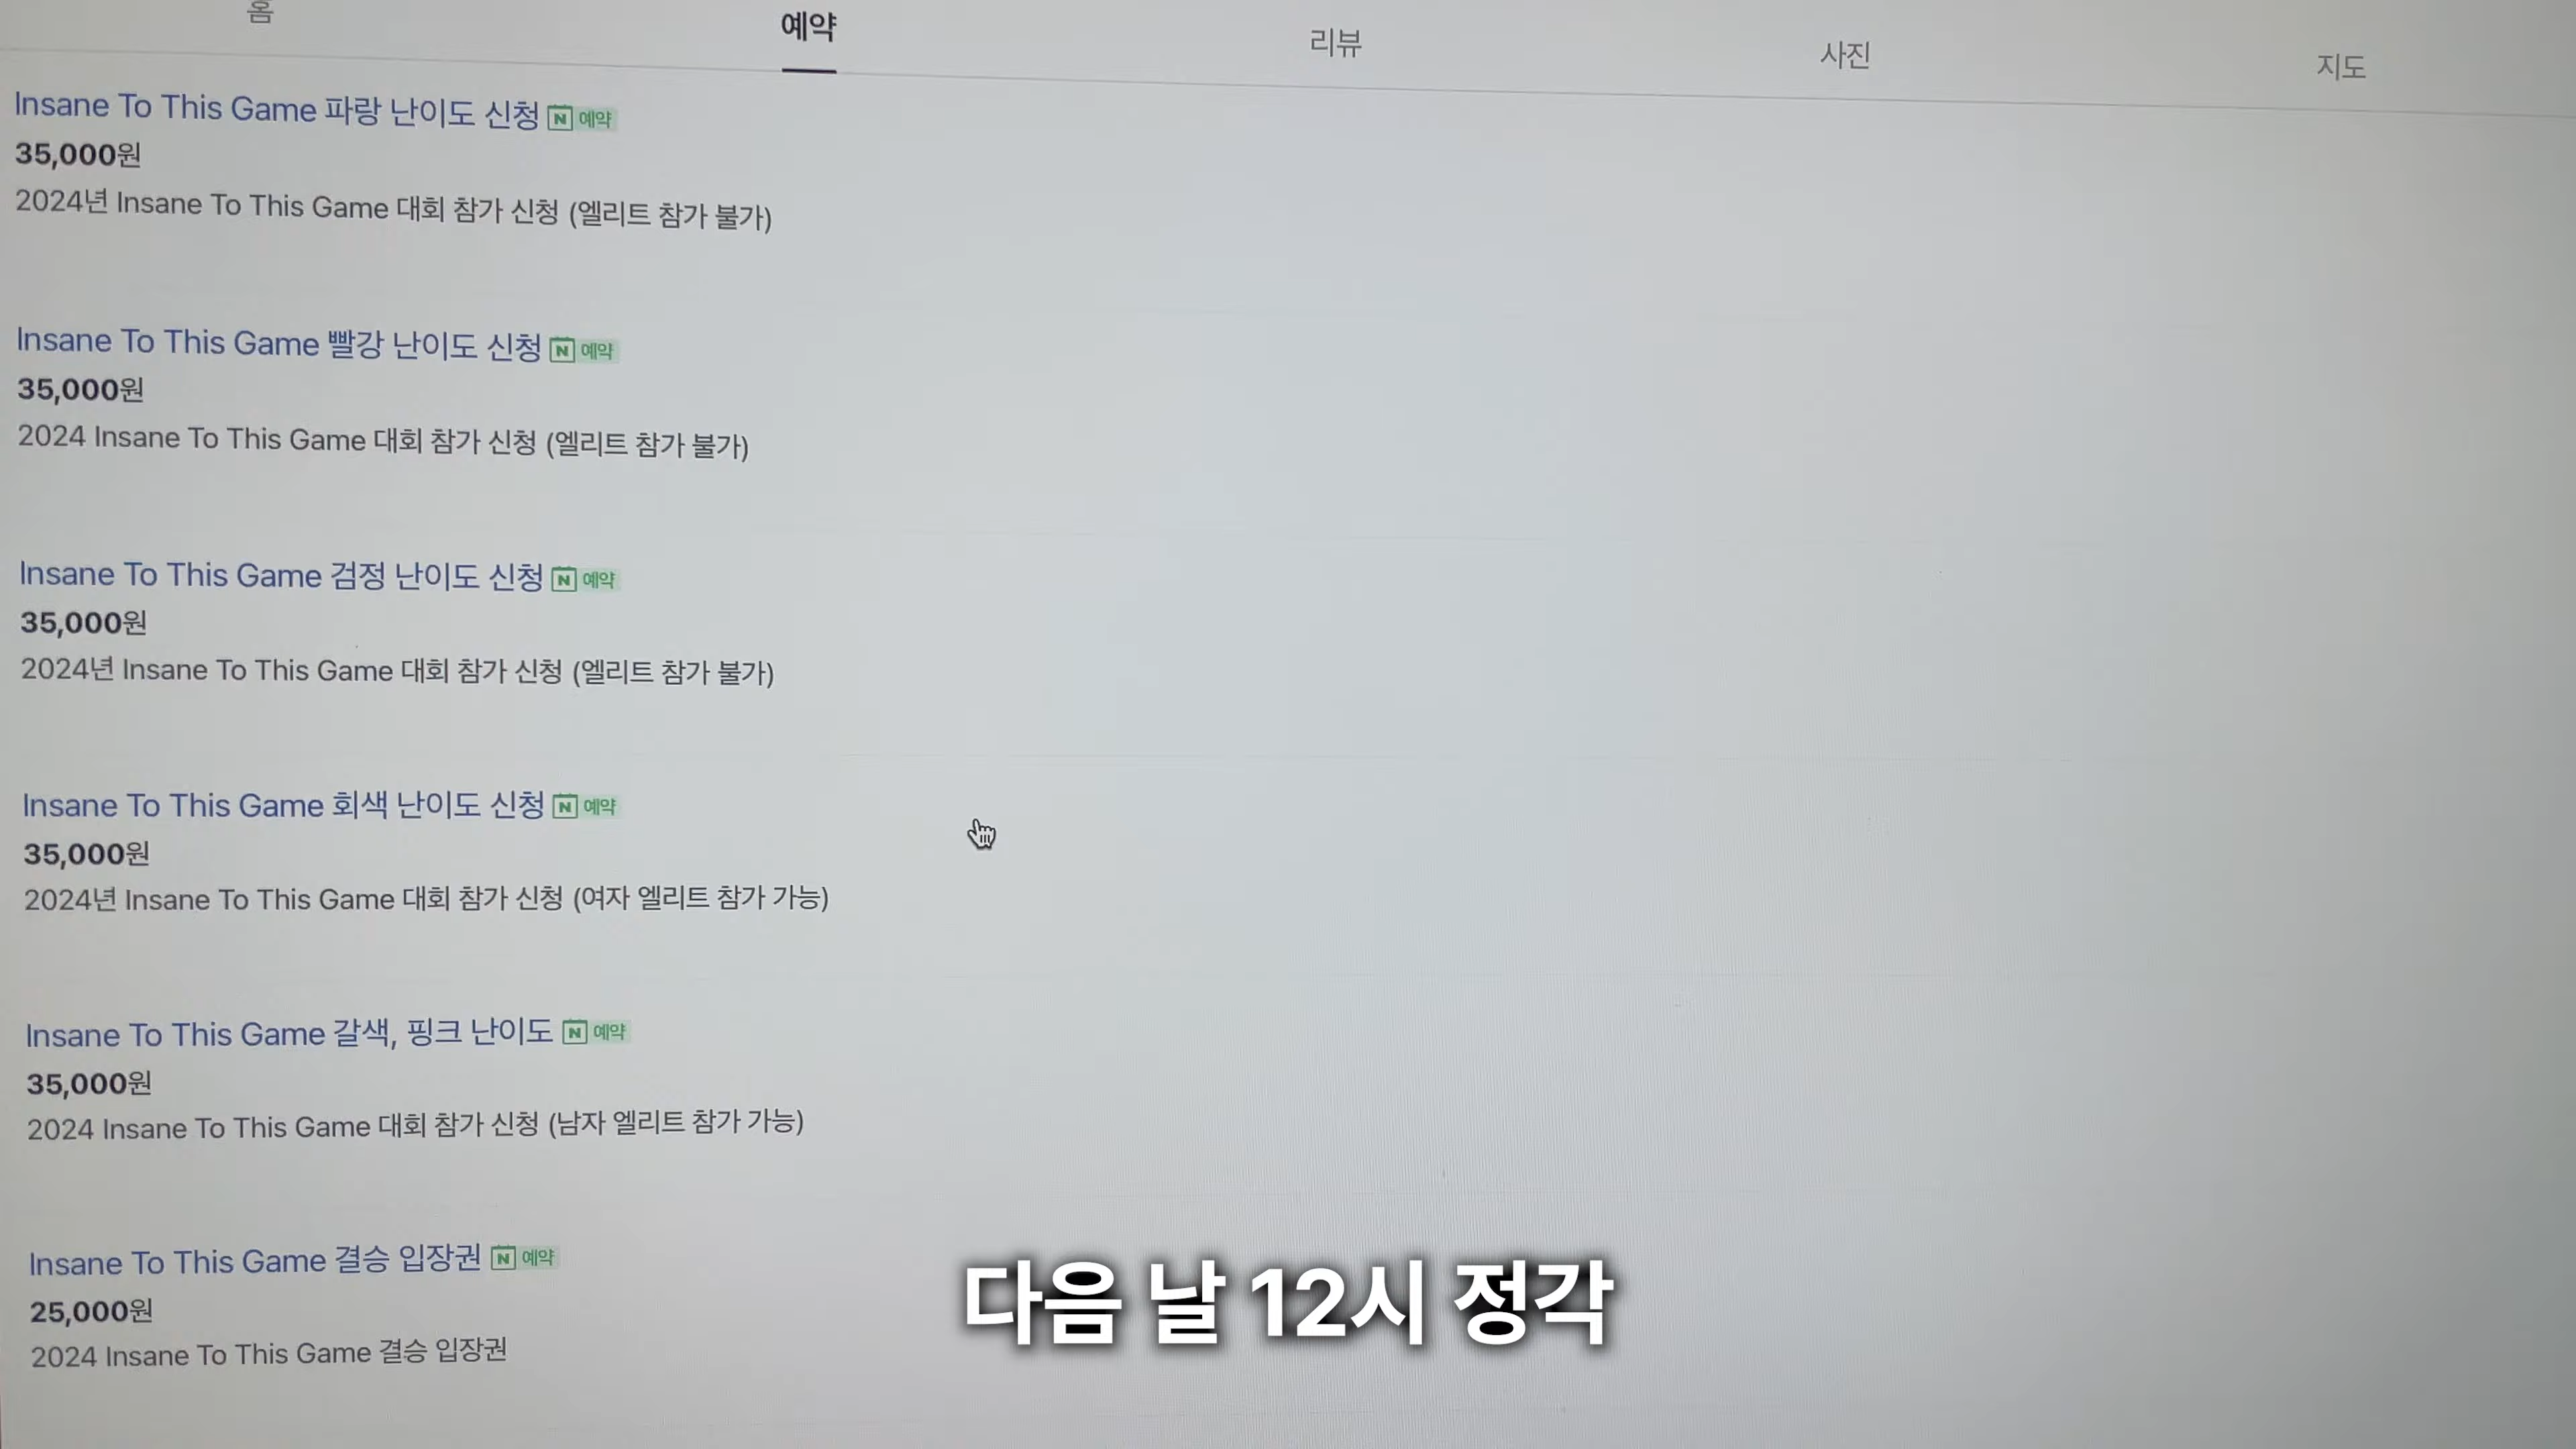 홈
예약
리뷰
사진
지도
Insane To This Game 파랑 난이도 신청 N 예약
35,000원
2024년 Insane To This Game 대회 참가 신청 (엘리트 참가 불가)
Insane To This Game 빨강 난이도 신청 N 예약
35,000원
2024 Insane To This Game 대회 참가 신청 (엘리트 참가 불가)
Insane To This Game 검정 난이도 신청 N 예약
35,000원
2024년 Insane To This Game 대회 참가 신청 (엘리트 참가 불가)
Insane To This Game 회색 난이도 신청 N 예약
35,000원
2024년 Insane To This Game 대회 참가 신청 (여자 엘리트 참가 가능)
Insane To This Game 갈색, 핑크 난이도 N 예약
35,000원
2024 Insane To This Game 대회 참가 신청 (남자 엘리트 참가 가능)
Insane To This Game 결승 입장권 N 예약
25,000원
2024 Insane To This Game 결승 입장권
다음 날 12시 정각